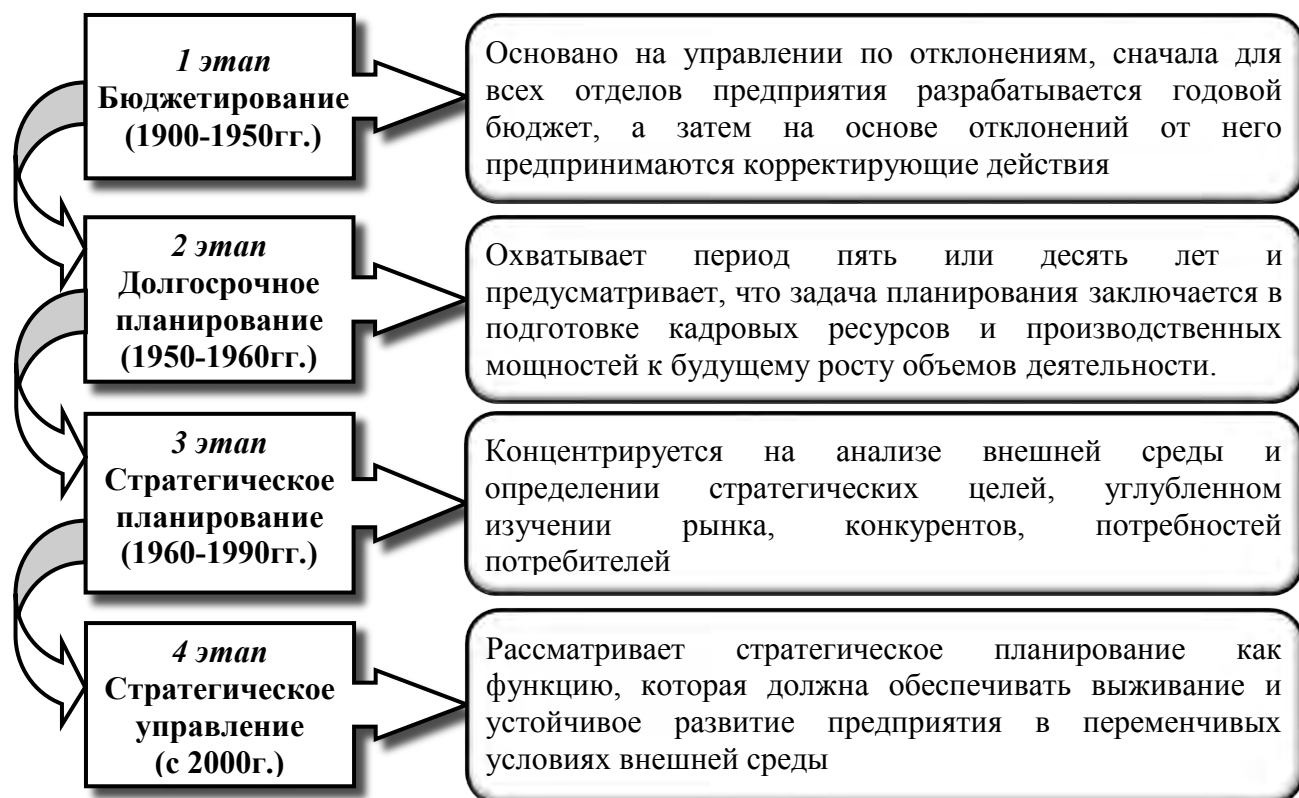 1 этап
Бюджетирование
(1900-1950гг.)
Основано на управлении по отклонениям, сначала для
всех отделов предприятия разрабатывается годовой
бюджет, а затем на основе отклонений от него
предпринимаются корректирующие действия
2 этап
Долгосрочное
планирование
(1950-1960гг.)
Охватывает период пять или десять лет и
предусматривает, что задача планирования заключается в
подготовке кадровых ресурсов и производственных
мощностей к будущему росту объемов деятельности.
3 этап
Стратегическое
планирование
(1960-1990гг.)
Концентрируется на анализе внешней среды и
определении стратегических целей, углубленном
изучении рынка, конкурентов, потребностей
потребителей
4 этап
Стратегическое
управление
(с 2000г.)
Рассматривает стратегическое планирование как
функцию, которая должна обеспечивать выживание и
устойчивое развитие предприятия в переменчивых
условиях внешней среды